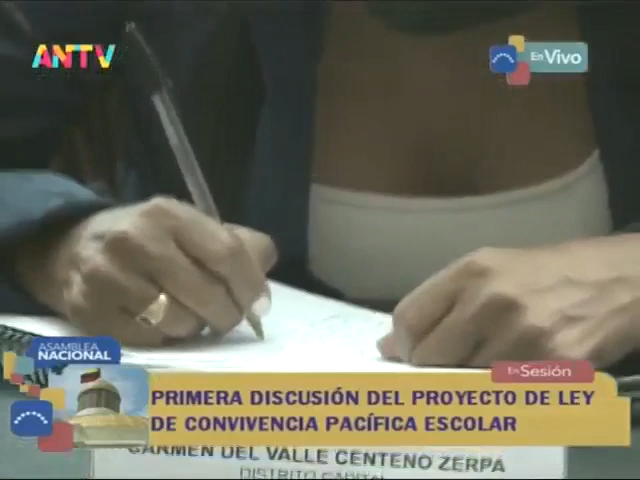 ANTV
En Vivo
ASAMBLEA
NACIONAL
En Sesión
PRIMERA DISCUSIÓN DEL PROYECTO DE LEY
DE CONVIVENCIA PACÍFICA ESCOLAR
CARMEN DEL VALLE CENTENO ZERPA
DISTRITO CAPITAL